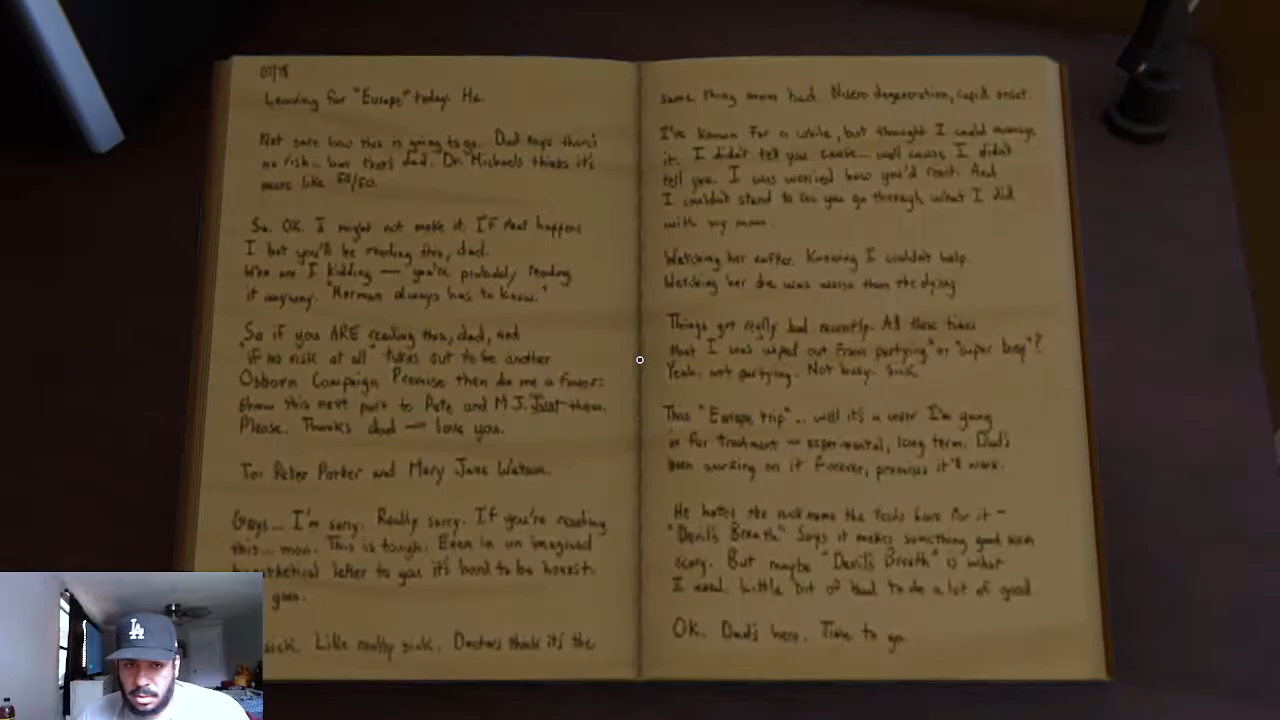 07/18
Leaving for "Europe" today. Ha.
Not sure how this is going to go. Dad says there's
no risk... but that's dad. Dr. Michaels thinks it's
more like 50/50.
So. OK. I might not make it. IF that happens
I bet you'll be reading this, dad.
Who am I kidding — you're probably reading
it anyway. "Norman always has to know."
So if you ARE reading this, dad, and
"if no risk at all" turns out to be another
Osborn Campaign Promise then do me a favor:
Show this next part to Pete and MJ. Just them.
Please. Thanks dad — love you.
To: Peter Parker and Mary Jane Watson.
Guys... I'm sorry. Really sorry. If you're reading
this... man. This is tough. Even in an imagined
hypothetical letter to you it's hard to be honest.
goes.
sick. Like really sick. Doctors think it's the
same thing mom had. Neuro degeneration, rapid onset.
I've known for a while, but thought I could manage
it. I didn't tell you cause... well cause I didn't
tell you. I was worried how you'd react. And
I couldn't stand to see you go through what I did
with my mom.
Watching her suffer. Knowing I couldn't help.
Watching her die was worse than the dying.
Things got really bad recently. All those times
that I was "wiped out from partying" or "super busy"?
Yeah. not partying. Not busy. Sick.
This "Europe trip"... well it's a cover I'm going
in for treatment — experimental, long term. Dad's
been working on it forever, promises it'll work.
He hates the nickname the techs have for it -
"Devil's Breath" Says it makes something good seem
scary. But maybe "Devil's Breath" is what
I need. Little bit of bad to do a lot of good
OK. Dad's here. Time to go.
LA